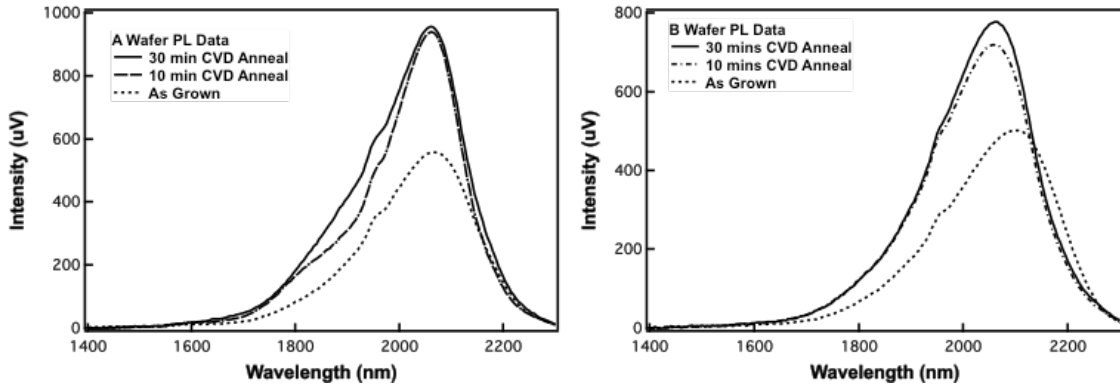 1000
800
600
400
200
0
Intensity (uV)
A Wafer PL Data
30 min CVD Anneal
10 min CVD Anneal
As Grown
1400 1600 1800 2000 2200
Wavelength (nm)
800
600
400
200
0
Intensity (uV)
B Wafer PL Data
30 mins CVD Anneal
10 mins CVD Anneal
As Grown
1400 1600 1800 2000 2200
Wavelength (nm)